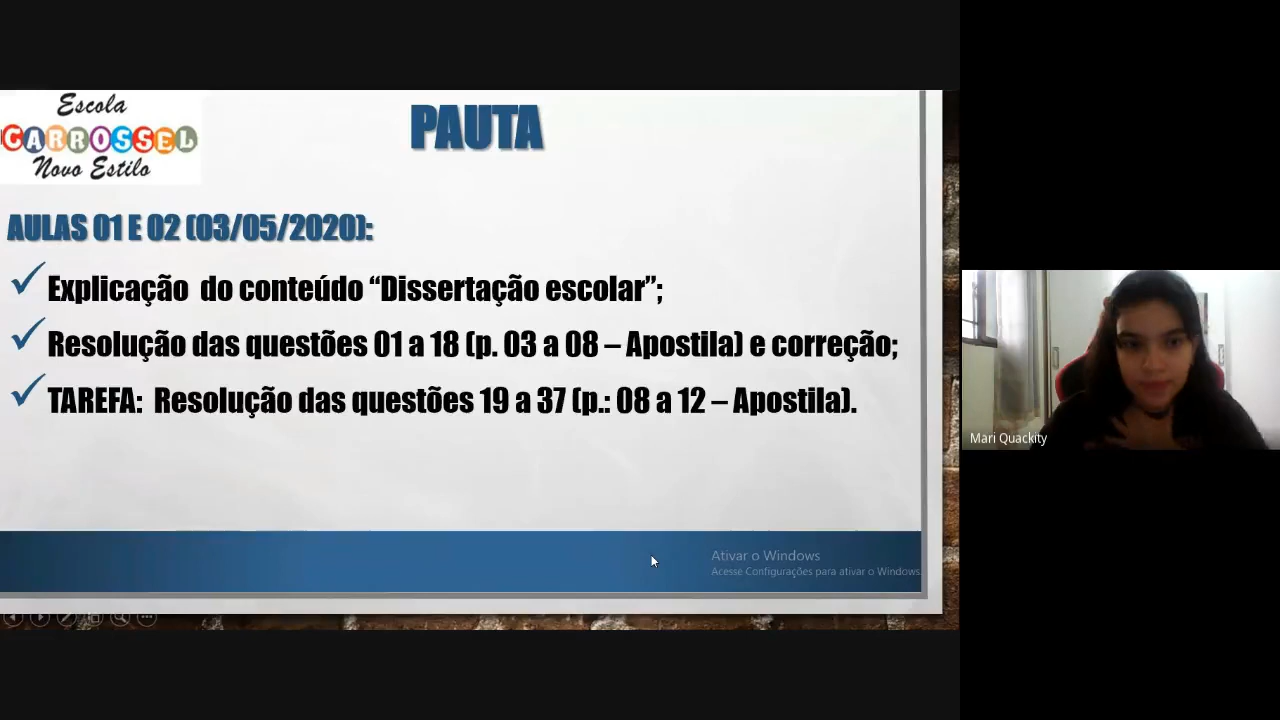 Escola
CARROSSEL
Novo Estilo
PAUTA
AULAS 01 E 02 (03/05/2020):
Explicação do conteúdo “Dissertação escolar”;
Resolução das questões 01 a 18 (p. 03 a 08 – Apostila) e correção;
TAREFA: Resolução das questões 19 a 37 (p.: 08 a 12 – Apostila).
Ativar o Windows
Acesse Configurações para ativar o Windows.
Mari Quackity